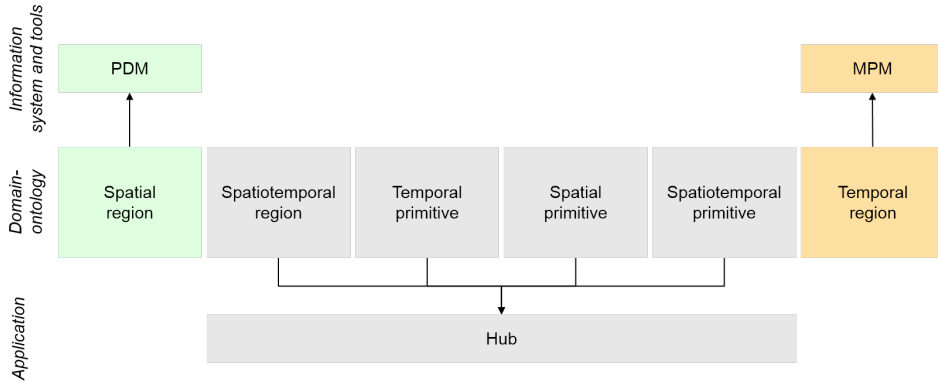 Information
system and tools
PDM
MPM
Domain-
ontology
Spatial
region
Spatiotemporal
region
Temporal
primitive
Spatial
primitive
Spatiotemporal
primitive
Temporal
region
Application
Hub